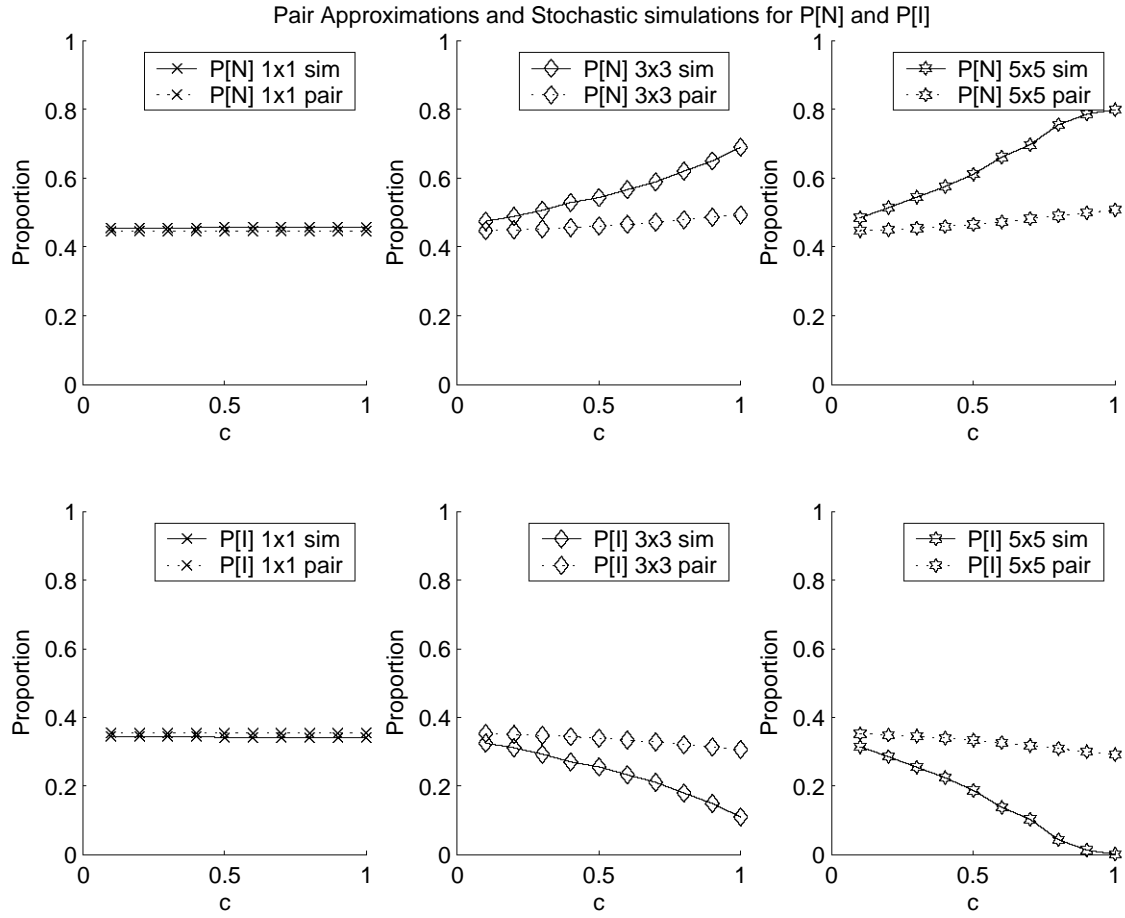 Pair Approximations and Stochastic simulations for P[N] and P[I]
1
0.8
0.6
0.4
0.2
0
Proportion
P[N] 1x1 sim
P[N] 1x1 pair
0
0.5
1
c
1
0.8
0.6
0.4
0.2
0
Proportion
P[N] 3x3 sim
P[N] 3x3 pair
0
0.5
1
c
1
0.8
0.6
0.4
0.2
0
Proportion
P[N] 5x5 sim
P[N] 5x5 pair
0
0.5
1
c
1
0.8
0.6
0.4
0.2
0
Proportion
P[I] 1x1 sim
P[I] 1x1 pair
0
0.5
1
c
1
0.8
0.6
0.4
0.2
0
Proportion
P[I] 3x3 sim
P[I] 3x3 pair
0
0.5
1
c
1
0.8
0.6
0.4
0.2
0
Proportion
P[I] 5x5 sim
P[I] 5x5 pair
0
0.5
1
c